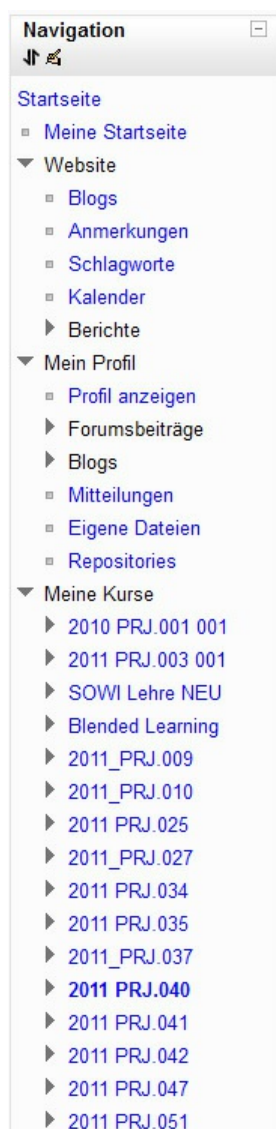 Navigation
Startseite
Meine Startseite
Website
Blogs
Anmerkungen
Schlagworte
Kalender
Berichte
Mein Profil
Profil anzeigen
Forumsbeiträge
Blogs
Mitteilungen
Eigene Dateien
Repositories
Meine Kurse
2010 PRJ.001 001
2011 PRJ.003 001
SOWI Lehre NEU
Blended Learning
2011_PRJ.009
2011_PRJ.010
2011 PRJ.025
2011_PRJ.027
2011 PRJ.034
2011 PRJ.035
2011_PRJ.037
2011 PRJ.040
2011 PRJ.041
2011 PRJ.042
2011 PRJ.047
2011 PRJ.051